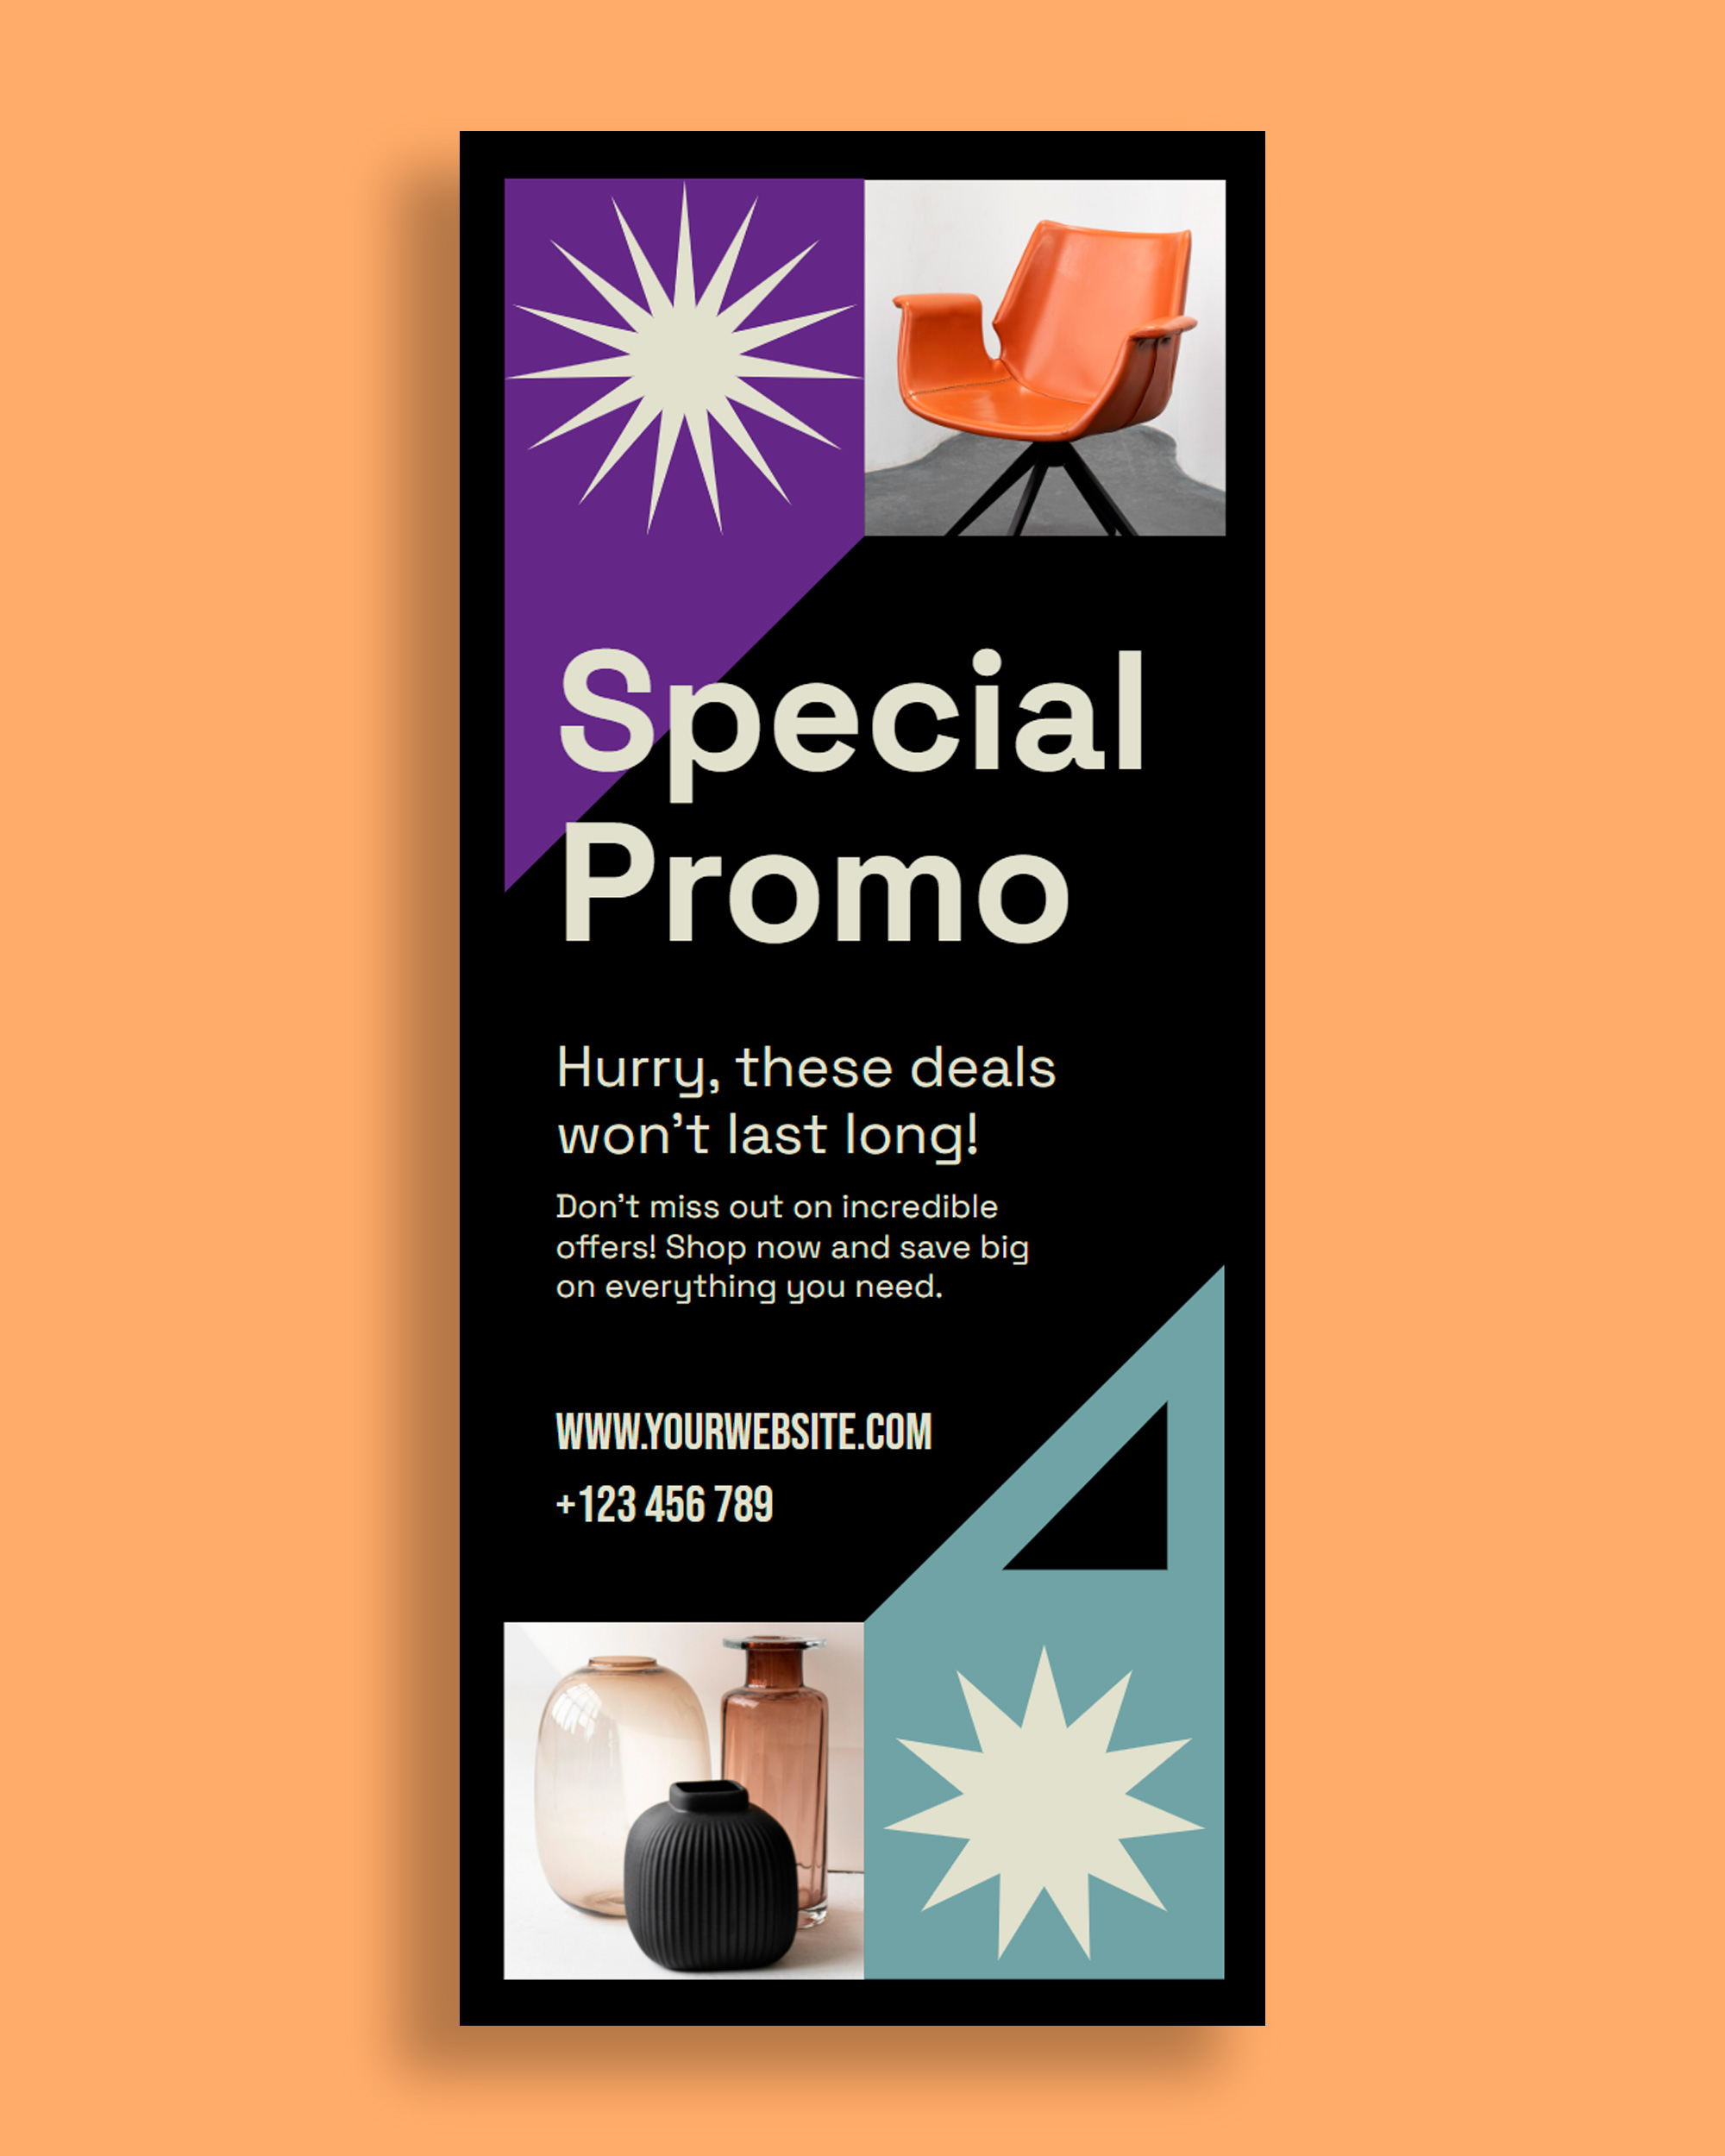 Special
Promo
Hurry, these deals
won’t last long!
Don’t miss out on incredible
offers! Shop now and save big
on everything you need.
WWW.YOURWEBSITE.COM
+123 456 789